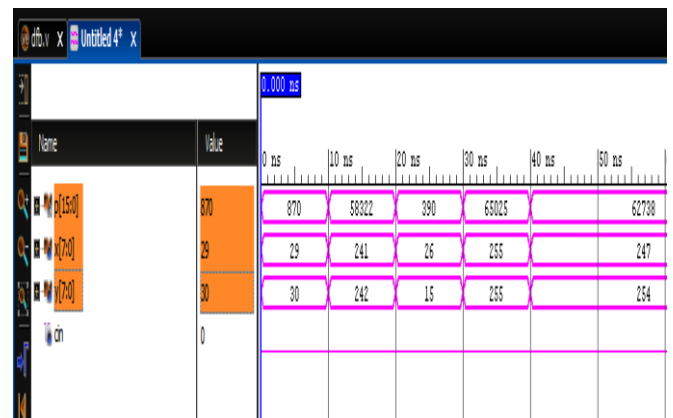 dfb.v X Untitled 4* X
0.000 ns
Name Value
0 ns 10 ns 20 ns 30 ns 40 ns 50 ns
p[15:0] 870 870 58322 390 65025 62738
x[7:0] 29 29 241 26 255 247
y[7:0] 30 30 242 15 255 254
cin 0